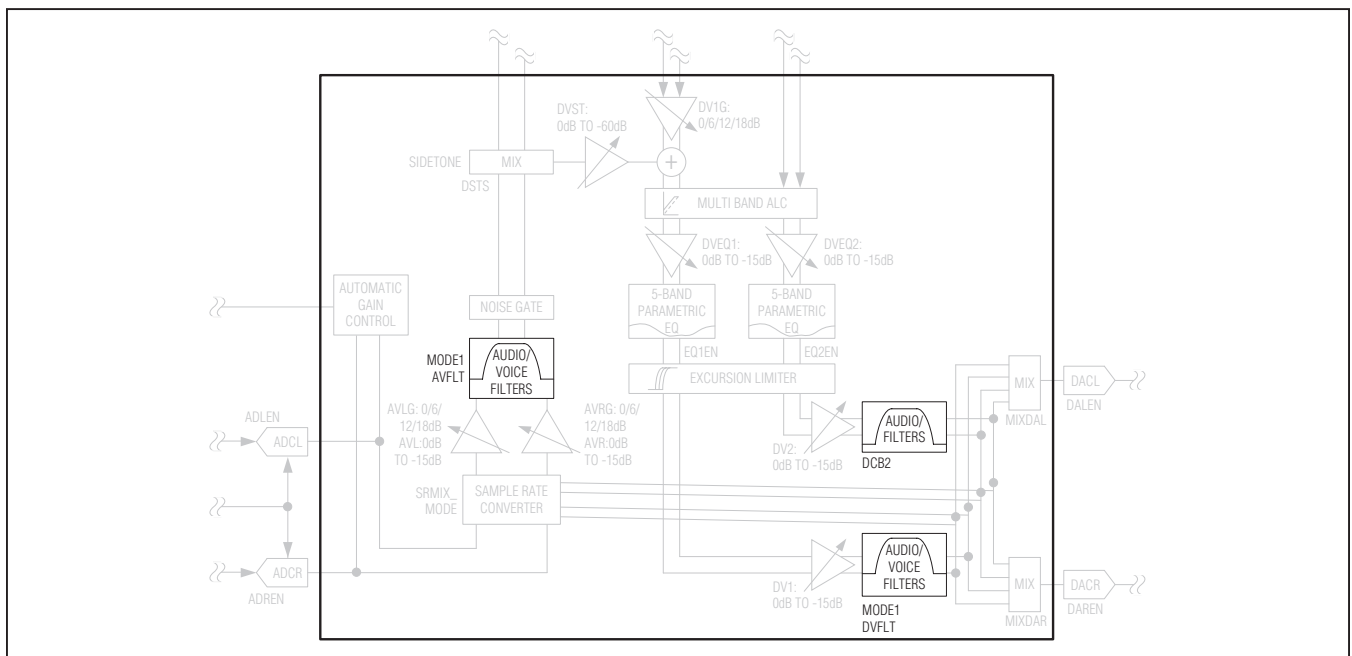 DVST:
0dB TO -60dB
DV1G:
0/6/12/18dB
SIDETONE
MIX
DSTS
+
MULTI BAND ALC
DVEQ1:
0dB TO -15dB
DVEQ2:
0dB TO -15dB
AUTOMATIC
GAIN
CONTROL
NOISE GATE
5-BAND
PARAMETRIC
EQ
5-BAND
PARAMETRIC
EQ
EQ1EN
EQ2EN
MODE1
AVFLT
AUDIO/
VOICE
FILTERS
EXCURSION LIMITER
MIX
MIXDAL
DACL
DALEN
AVLG: 0/6/
12/18dB
AVL:0dB
TO -15dB
AVRG: 0/6/
12/18dB
AVR:0dB
TO -15dB
ADLEN
ADCL
DV2:
0dB TO -15dB
AUDIO/
FILTERS
DCB2
SRMIX_
MODE
SAMPLE RATE
CONVERTER
ADCR
ADREN
DV1:
0dB TO -15dB
AUDIO/
VOICE
FILTERS
MODE1
DVFLT
MIX
MIXDAR
DACR
DAREN